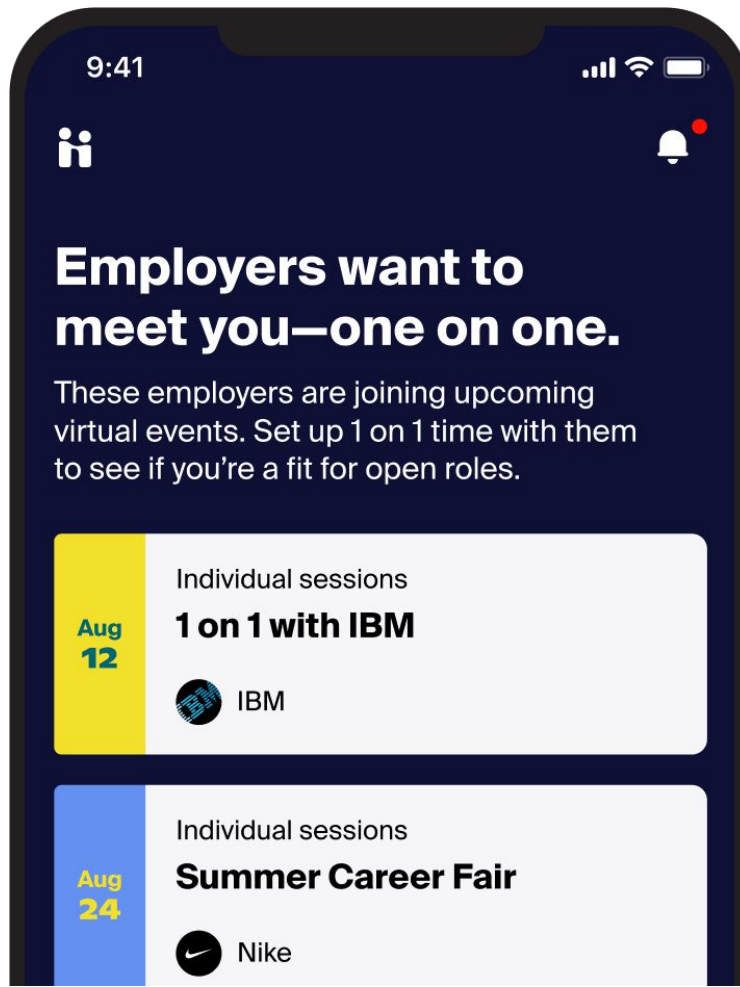 9:41
Employers want to
meet you—one on one.
These employers are joining upcoming
virtual events. Set up 1 on 1 time with them
to see if you’re a fit for open roles.
Aug
12
Individual sessions
1 on 1 with IBM
IBM
IBM
Aug
24
Individual sessions
Summer Career Fair
Nike